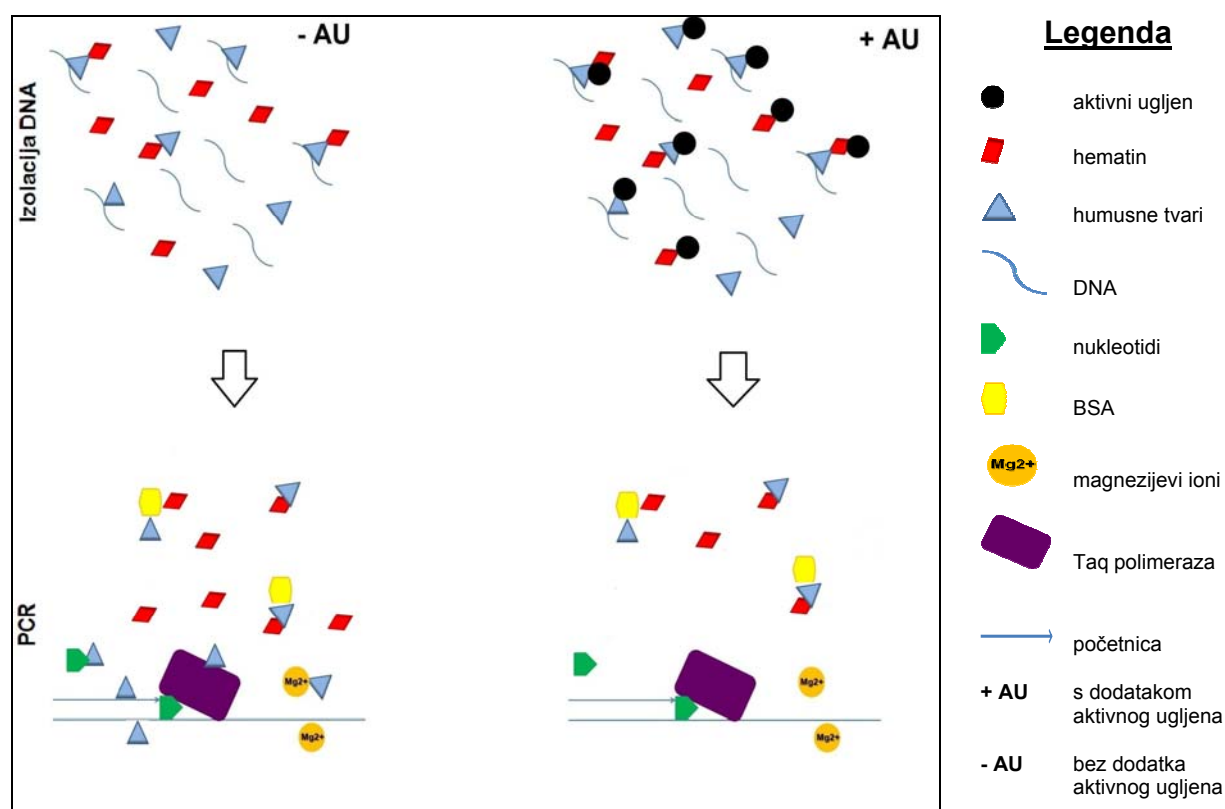 - AU
+ AU
Izolacija DNA
PCR
Mg2+
Mg2+
Mg2+
Mg2+
Legenda
aktivni ugljen
hematin
humusne tvari
DNA
nukleotidi
BSA
Mg2+
magnezijevi ioni
Taq polimeraza
početnica
+ AU
s dodatakom
aktivnog ugljena
- AU
bez dodatka
aktivnog ugljena